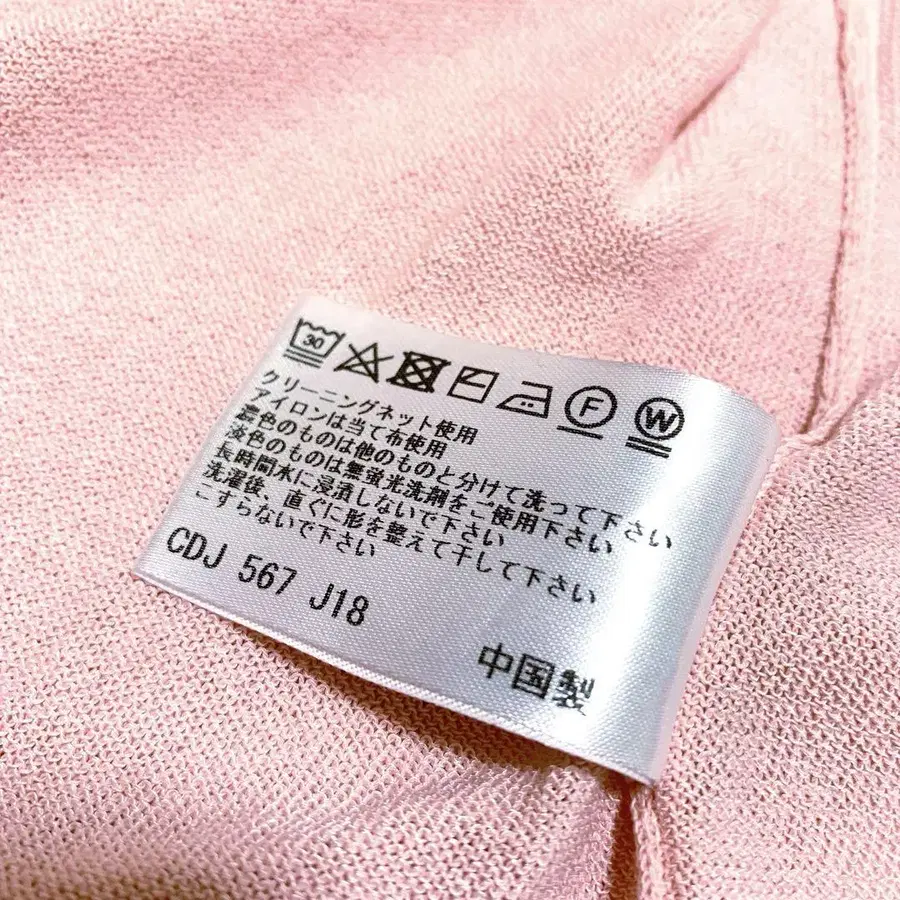 30 F W
クリーニングネット使用
アイロンは当て布使用
濃色のものは他のものと分けて洗って下さい
淡色のものは無蛍光洗剤をご使用下さい
長時間水に浸漬しないで下さい
洗濯後、直ぐに形を整えて干して下さい
こすらないで下さい
CDJ 567 J18
中国製